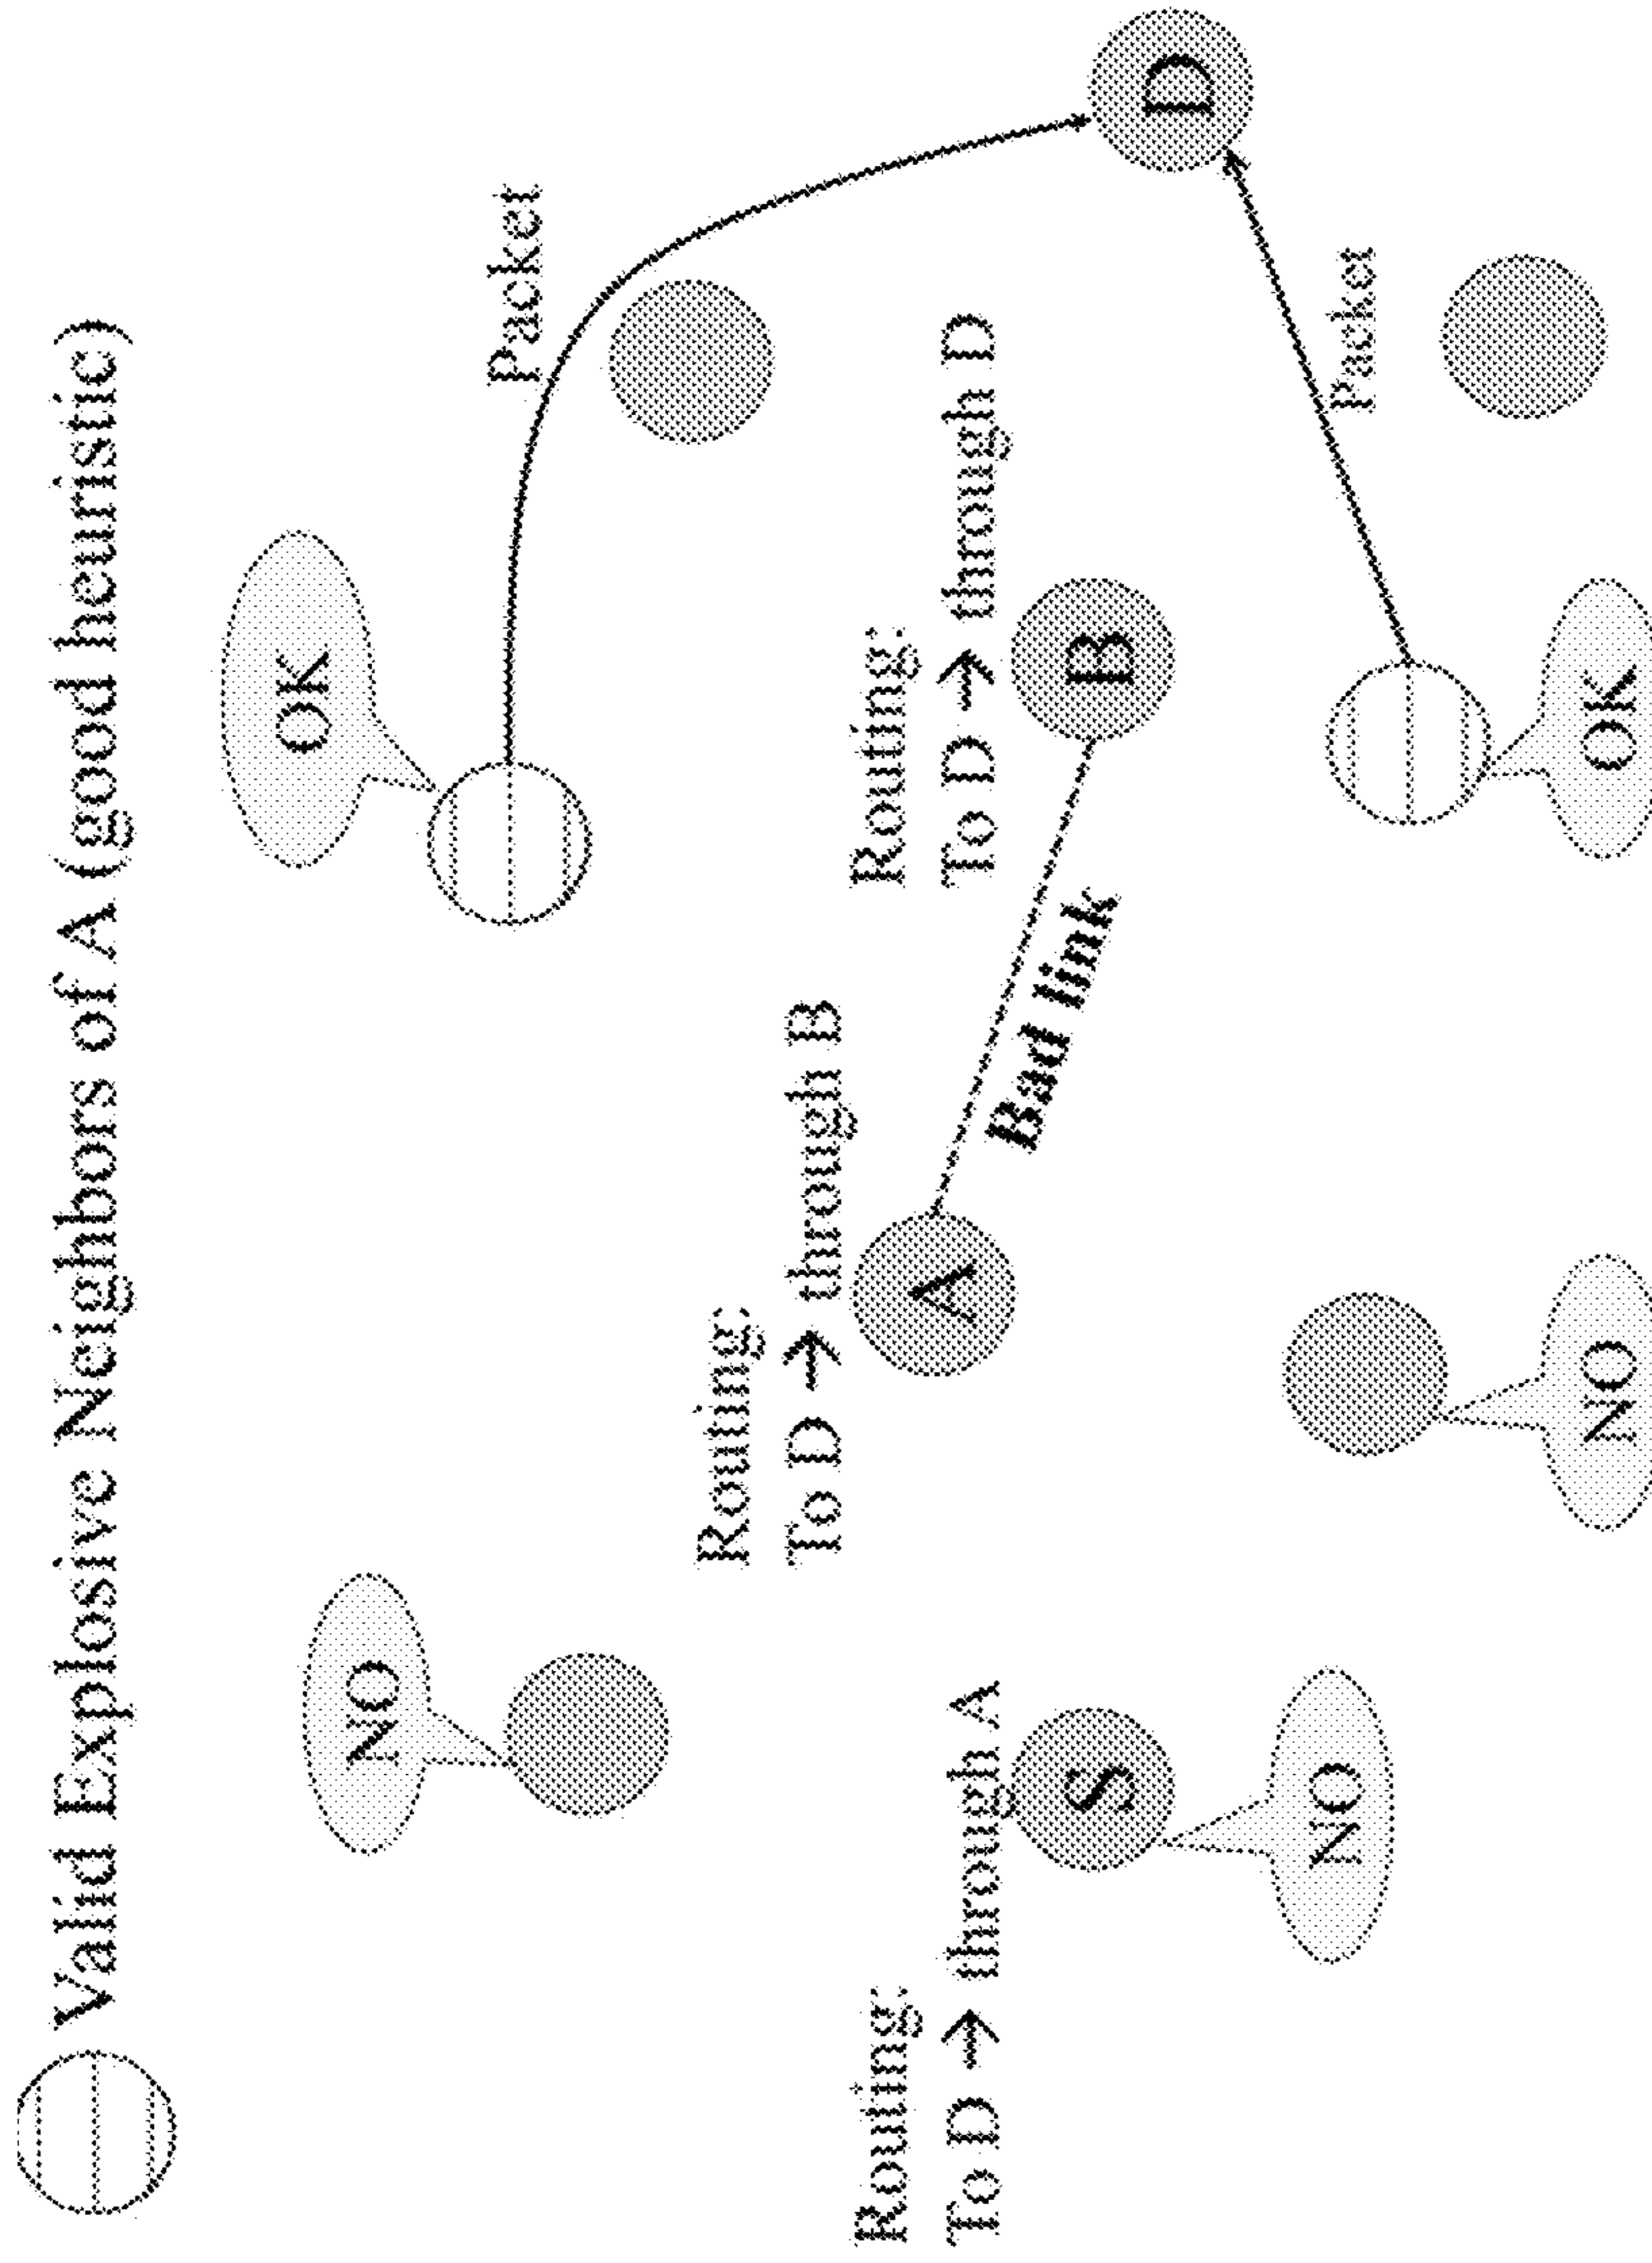 Valid Explosive Neighbors of A (good heuristic)
OK
NO
Packet
Routing:
To D → through B
Routing:
To D → through D
Routing:
To D → through A
A
Bad link
B
S
D
Packet
NO
NO
OK